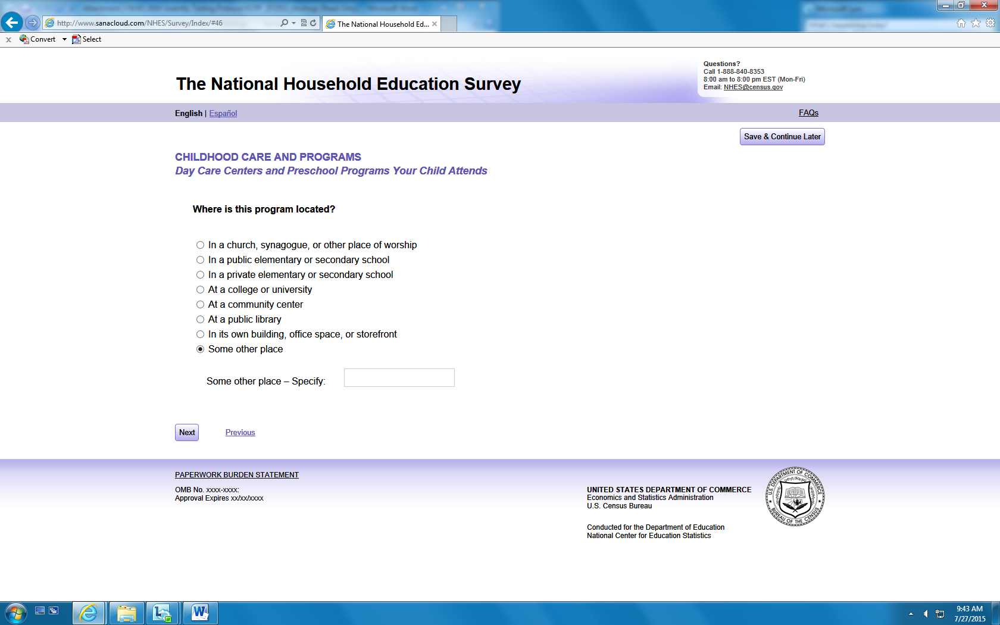 http://www.sanacloud.com/NHES/Survey/Index/#46
The National Household Ed...
Convert
Select
Questions?
Call 1-888-840-8353
8:00 am to 8:00 pm EST (Mon-Fri)
Email: NHES@census.gov
The National Household Education Survey
English | Español
FAQs
Save & Continue Later
CHILDHOOD CARE AND PROGRAMS
Day Care Centers and Preschool Programs Your Child Attends
Where is this program located?
In a church, synagogue, or other place of worship
In a public elementary or secondary school
In a private elementary or secondary school
At a college or university
At a community center
At a public library
In its own building, office space, or storefront
Some other place
Some other place – Specify:
Next
Previous
PAPERWORK BURDEN STATEMENT
OMB No. xxxx-xxxx:
Approval Expires xx/xx/xxxx
UNITED STATES DEPARTMENT OF COMMERCE
Economics and Statistics Administration
U.S. Census Bureau
Conducted for the Department of Education
National Center for Education Statistics
U.S. DEPARTMENT OF COMMERCE
BUREAU OF THE CENSUS
9:43 AM
7/27/2015